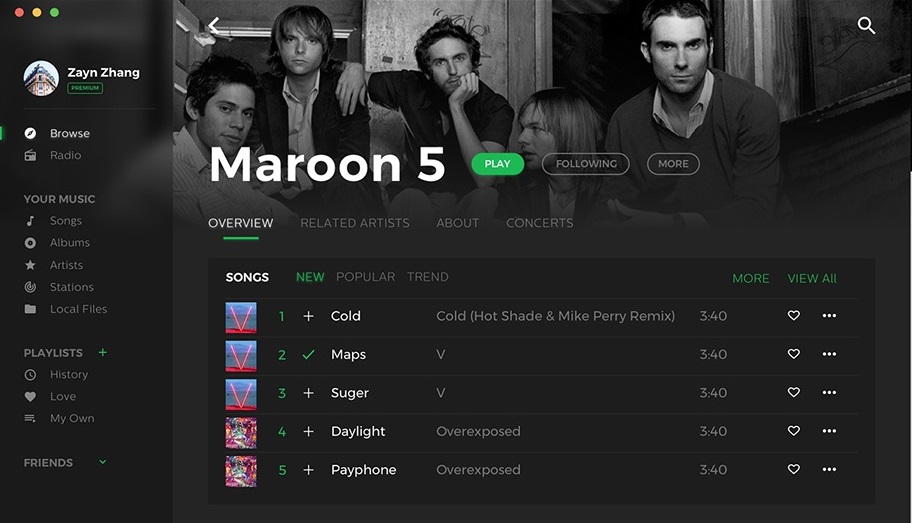 Zayn Zhang
PREMIUM
Browse
Radio
YOUR MUSIC
Songs
Albums
Artists
Stations
Local Files
PLAYLISTS +
History
Love
My Own
FRIENDS
Maroon 5 PLAY FOLLOWING MORE
OVERVIEW RELATED ARTISTS ABOUT CONCERTS
SONGS NEW POPULAR TREND MORE VIEW All
1 + Cold Cold (Hot Shade & Mike Perry Remix) 3:40
2 Maps V 3:40
3 + Suger V 3:40
4 + Daylight Overexposed 3:40
5 + Payphone Overexposed 3:40